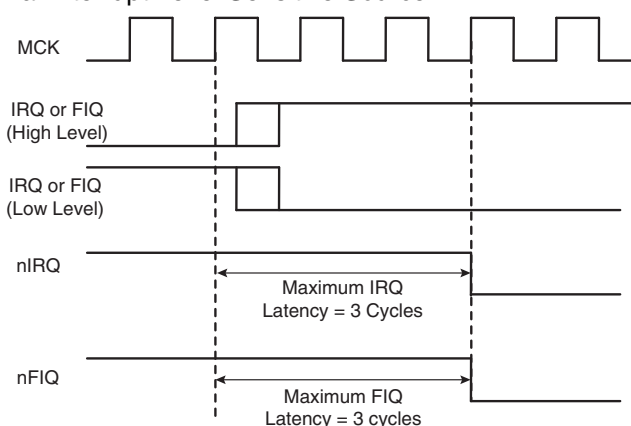 MCK
IRQ or FIQ
(High Level)
IRQ or FIQ
(Low Level)
nIRQ
Maximum IRQ
Latency = 3 Cycles
nFIQ
Maximum FIQ
Latency = 3 cycles